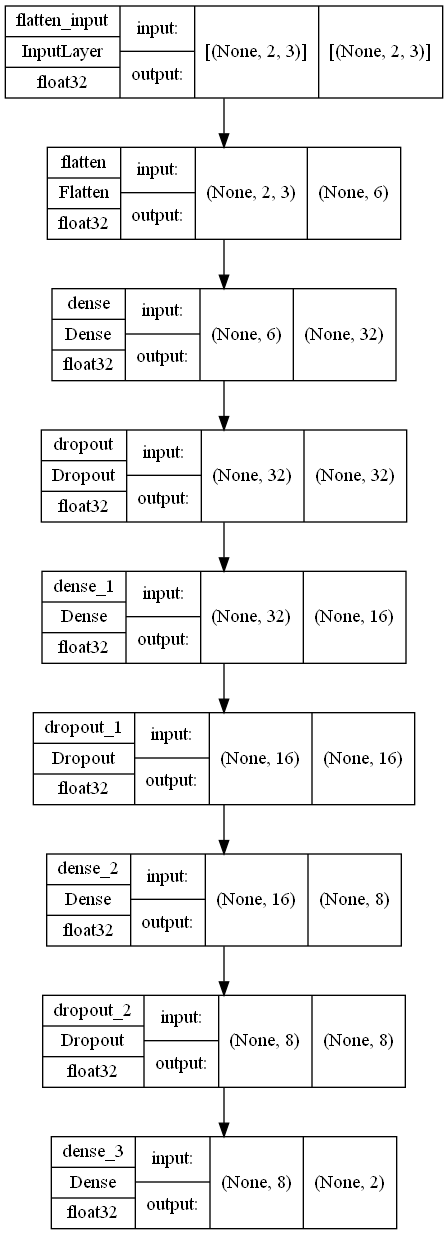 flatten_input
InputLayer
float32
input:
output:
[(None, 2, 3)]
[(None, 2, 3)]
flatten
Flatten
float32
input:
output:
(None, 2, 3)
(None, 6)
dense
Dense
float32
input:
output:
(None, 6)
(None, 32)
dropout
Dropout
float32
input:
output:
(None, 32)
(None, 32)
dense_1
Dense
float32
input:
output:
(None, 32)
(None, 16)
dropout_1
Dropout
float32
input:
output:
(None, 16)
(None, 16)
dense_2
Dense
float32
input:
output:
(None, 16)
(None, 8)
dropout_2
Dropout
float32
input:
output:
(None, 8)
(None, 8)
dense_3
Dense
float32
input:
output:
(None, 8)
(None, 2)